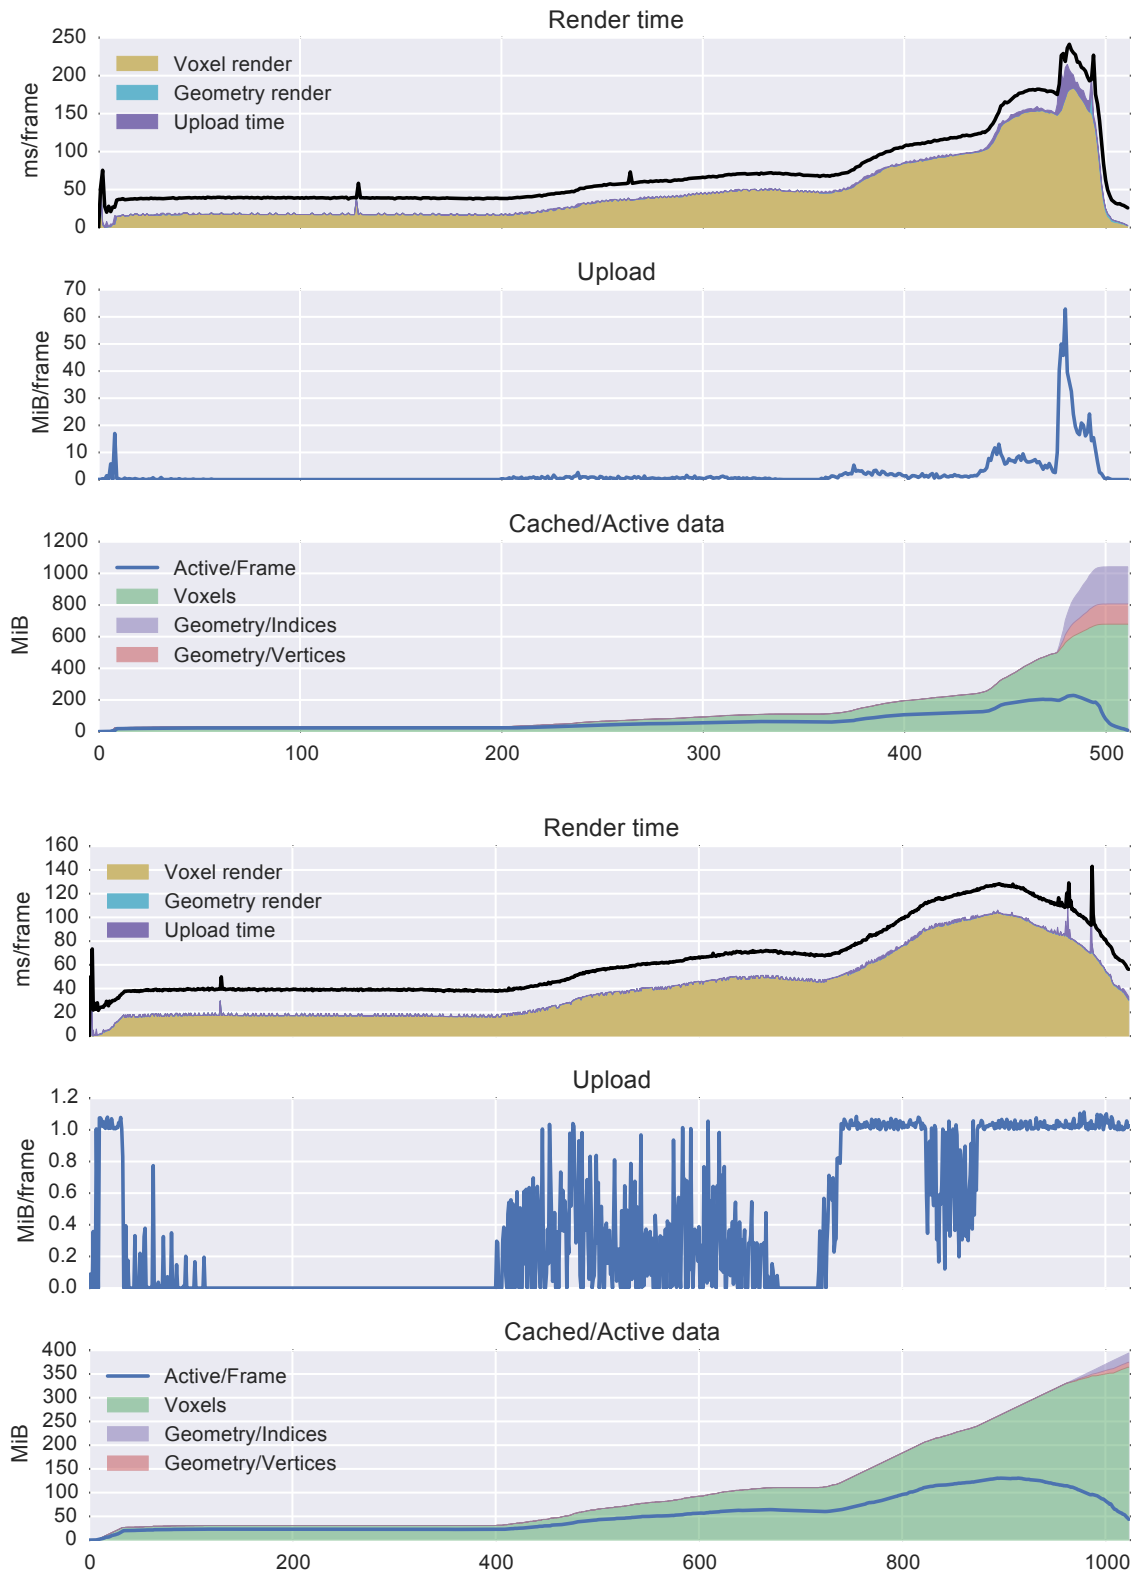 Render time
250
200
150
100
50
0
ms/frame
Voxel render
Geometry render
Upload time
Upload
70
60
50
40
30
20
10
0
MiB/frame
Cached/Active data
1200
1000
800
600
400
200
0
MiB
Active/Frame
Voxels
Geometry/Indices
Geometry/Vertices
0 100 200 300 400 500
Render time
160
140
120
100
80
60
40
20
0
ms/frame
Voxel render
Geometry render
Upload time
Upload
1.2
1.0
0.8
0.6
0.4
0.2
0.0
MiB/frame
Cached/Active data
400
350
300
250
200
150
100
50
0
MiB
Active/Frame
Voxels
Geometry/Indices
Geometry/Vertices
0 200 400 600 800 1000